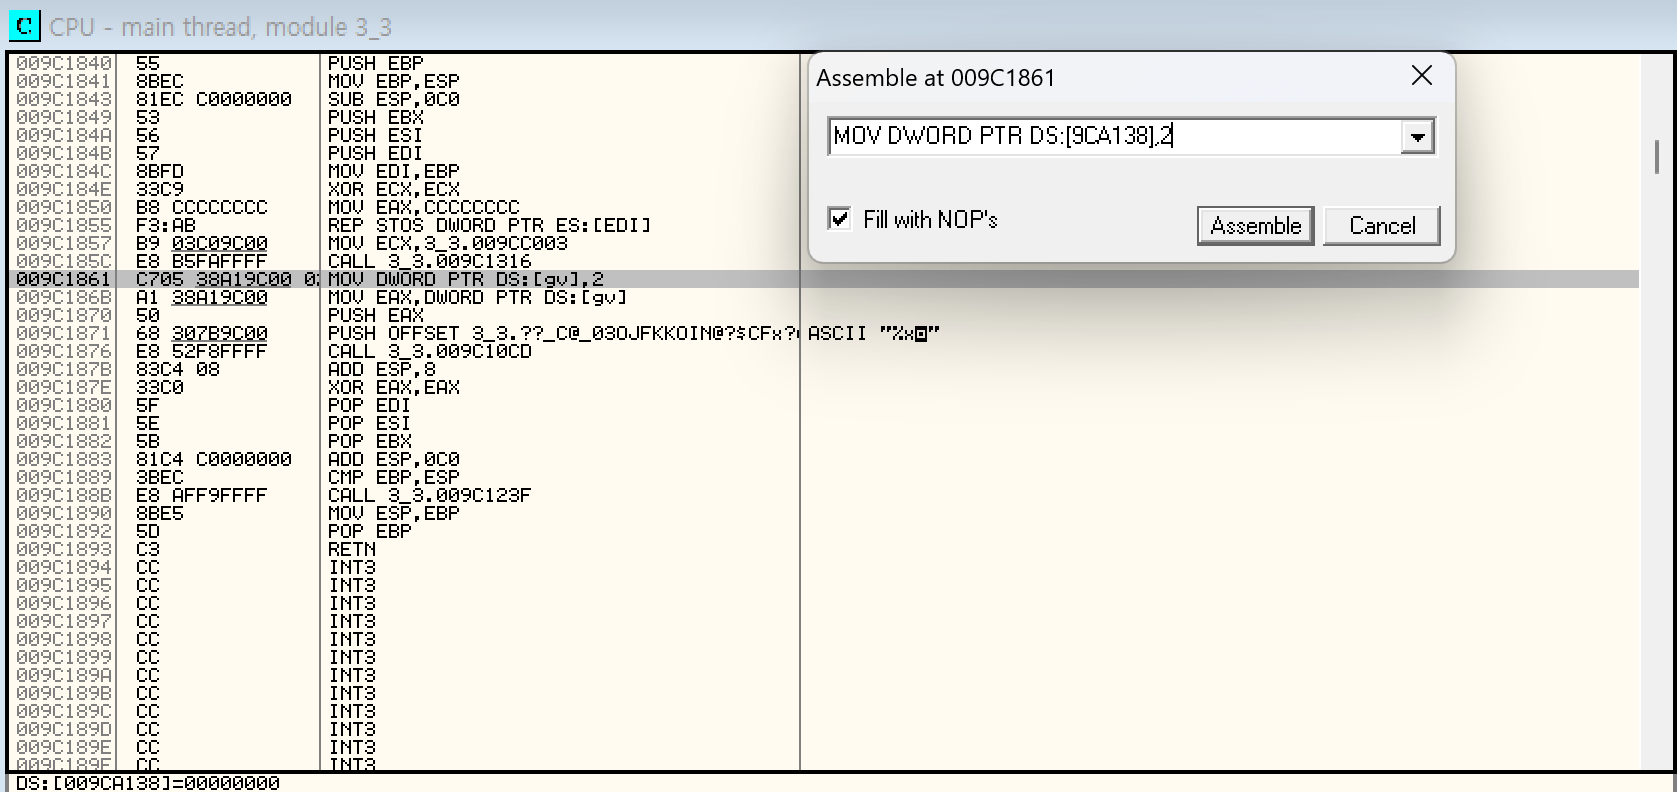 C CPU - main thread, module 3_3
Assemble at 009C1861
MOV DWORD PTR DS:[9CA138],2
Fill with NOP's
Assemble
Cancel
009C1840 55 PUSH EBP
009C1841 8BEC MOV EBP,ESP
009C1843 81EC C0000000 SUB ESP,0C0
009C1849 53 PUSH EBX
009C184A 56 PUSH ESI
009C184B 57 PUSH EDI
009C184C 8BFD MOV EDI,EBP
009C184E 33C9 XOR ECX,ECX
009C1850 B8 CCCCCCCC MOV EAX,CCCCCCCC
009C1855 F3:AB REP STOS DWORD PTR ES:[EDI]
009C1857 B9 03C09C00 MOV ECX,3_3.009CC003
009C185C E8 B5FAFFFF CALL 3_3.009C1316
009C1861 C705 38A19C00 0 MOV DWORD PTR DS:[gv],2
009C186B A1 38A19C00 MOV EAX,DWORD PTR DS:[gv]
009C1870 50 PUSH EAX
009C1871 68 307B9C00 PUSH OFFSET 3_3.??_C@_03OJFKKOIN@?$CFx? ASCII "%x"
009C1876 E8 52F8FFFF CALL 3_3.009C10CD
009C187B 83C4 08 ADD ESP,8
009C187E 33C0 XOR EAX,EAX
009C1880 5F POP EDI
009C1881 5E POP ESI
009C1882 5B POP EBX
009C1883 81C4 C0000000 ADD ESP,0C0
009C1889 3BEC CMP EBP,ESP
009C188B E8 AFF9FFFF CALL 3_3.009C123F
009C1890 8BE5 MOV ESP,EBP
009C1892 5D POP EBP
009C1893 C3 RETN
009C1894 CC INT3
009C1895 CC INT3
009C1896 CC INT3
009C1897 CC INT3
009C1898 CC INT3
009C1899 CC INT3
009C189A CC INT3
009C189B CC INT3
009C189C CC INT3
009C189D CC INT3
009C189E CC INT3
009C189F CC INT3
DS:[009CA138]=00000000